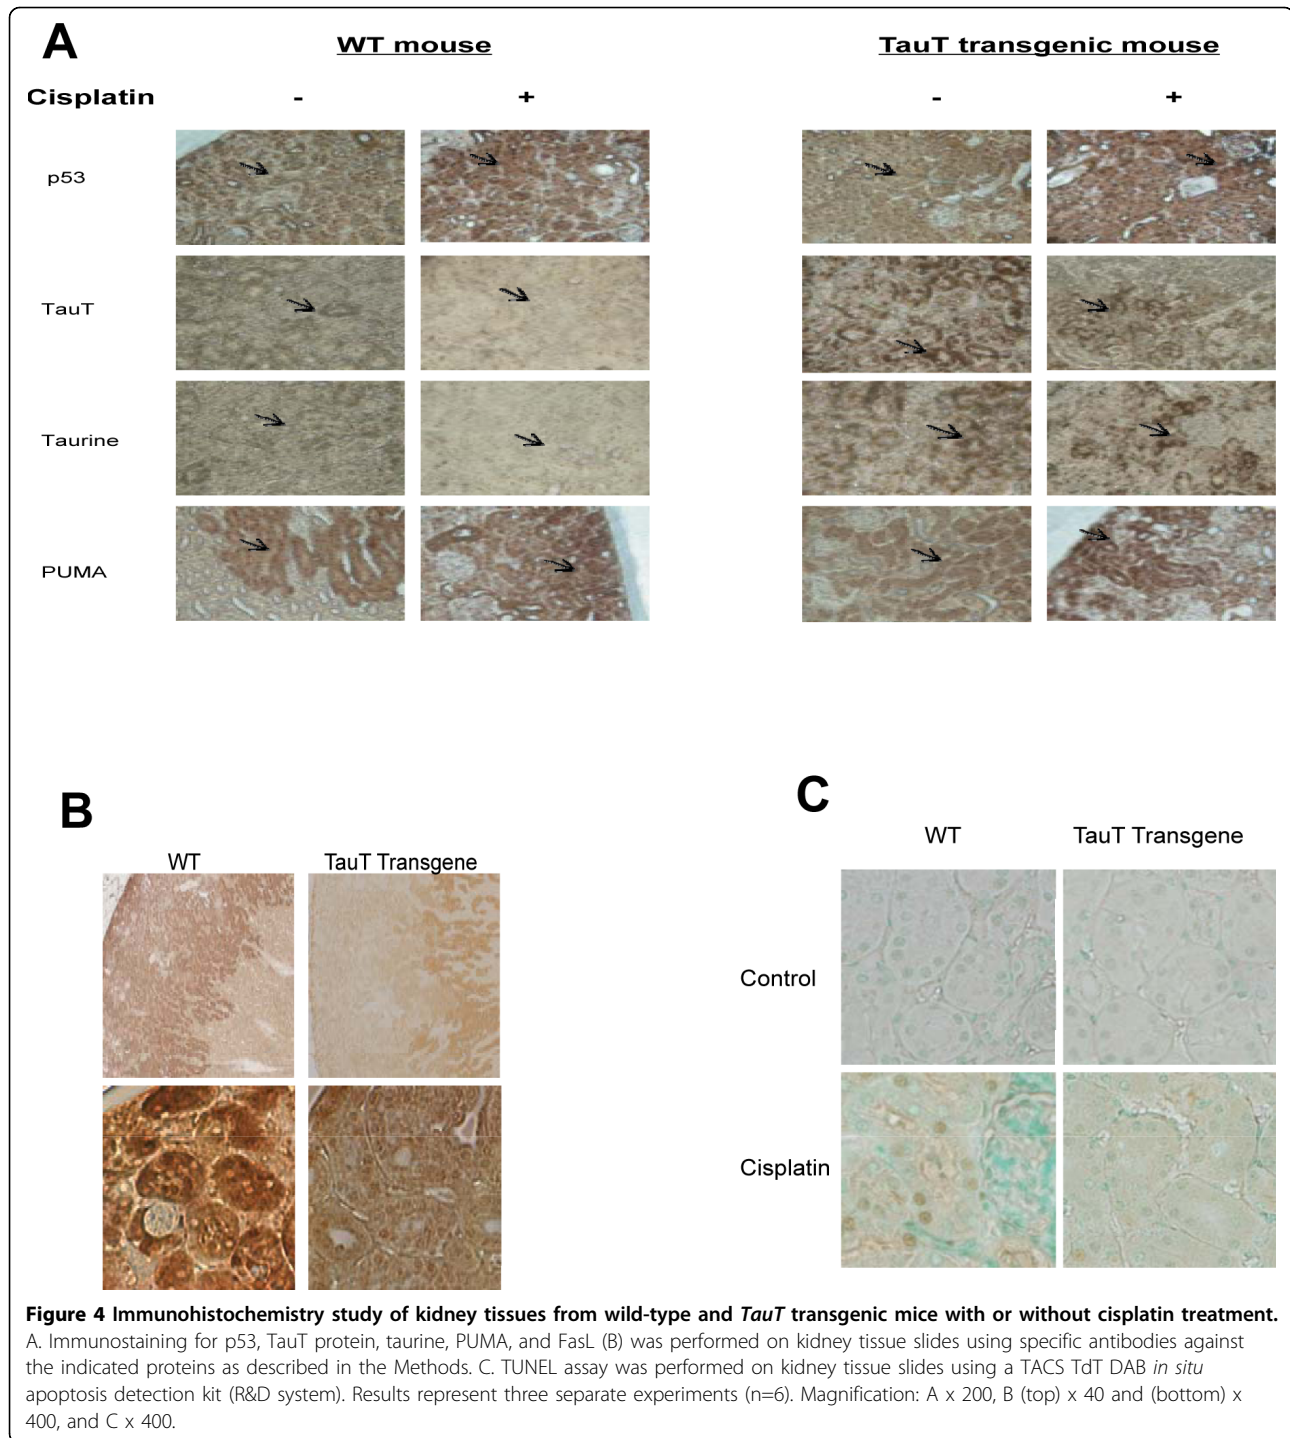 A
WT mouse TauT transgenic mouse
Cisplatin - + - +
p53
TauT
Taurine
PUMA
B
WT TauT Transgene
C
WT TauT Transgene
Control
Cisplatin
Figure 4 Immunohistochemistry study of kidney tissues from wild-type and TauT transgenic mice with or without cisplatin treatment.
A. Immunostaining for p53, TauT protein, taurine, PUMA, and FasL (B) was performed on kidney tissue slides using specific antibodies against
the indicated proteins as described in the Methods. C. TUNEL assay was performed on kidney tissue slides using a TACS TdT DAB in situ
apoptosis detection kit (R&D system). Results represent three separate experiments (n=6). Magnification: A x 200, B (top) x 40 and (bottom) x
400, and C x 400.